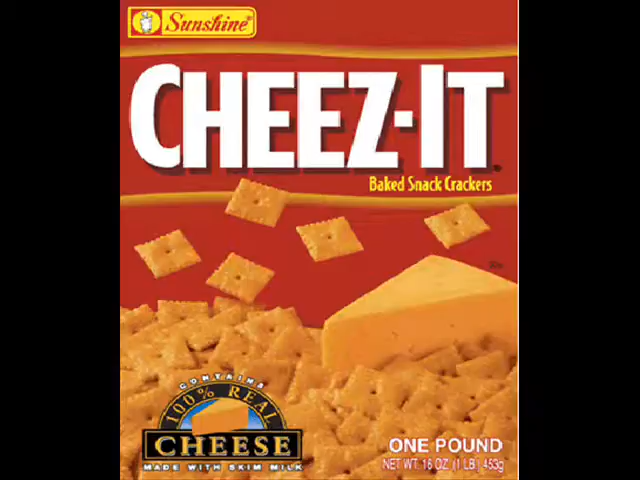 Sunshine®
CHEEZ-IT®
Baked Snack Crackers
CONTAINS
100% REAL
CHEESE
MADE WITH SKIM MILK
ONE POUND
NET WT. 16 OZ. (1 LB.) 453g